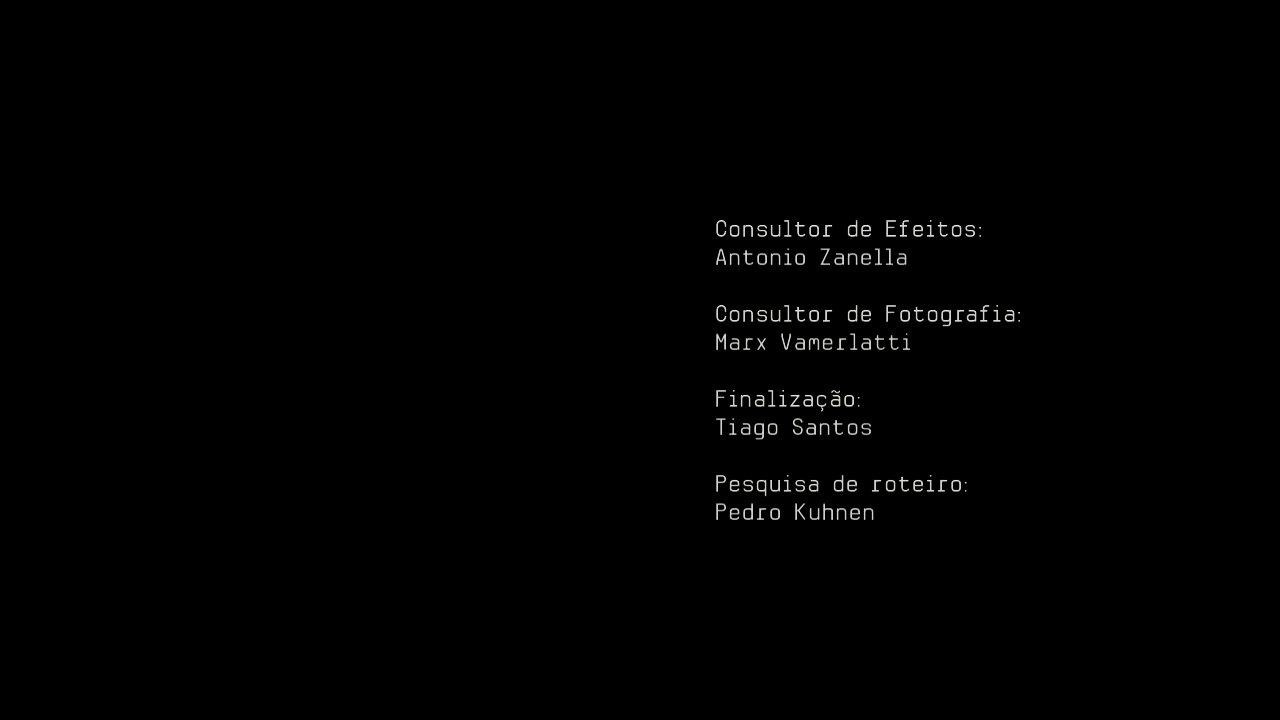 Consultor de Efeitos:
Antonio Zanella
Consultor de Fotografia:
Marx Vamerlatti
Finalização:
Tiago Santos
Pesquisa de roteiro:
Pedro Kuhnen